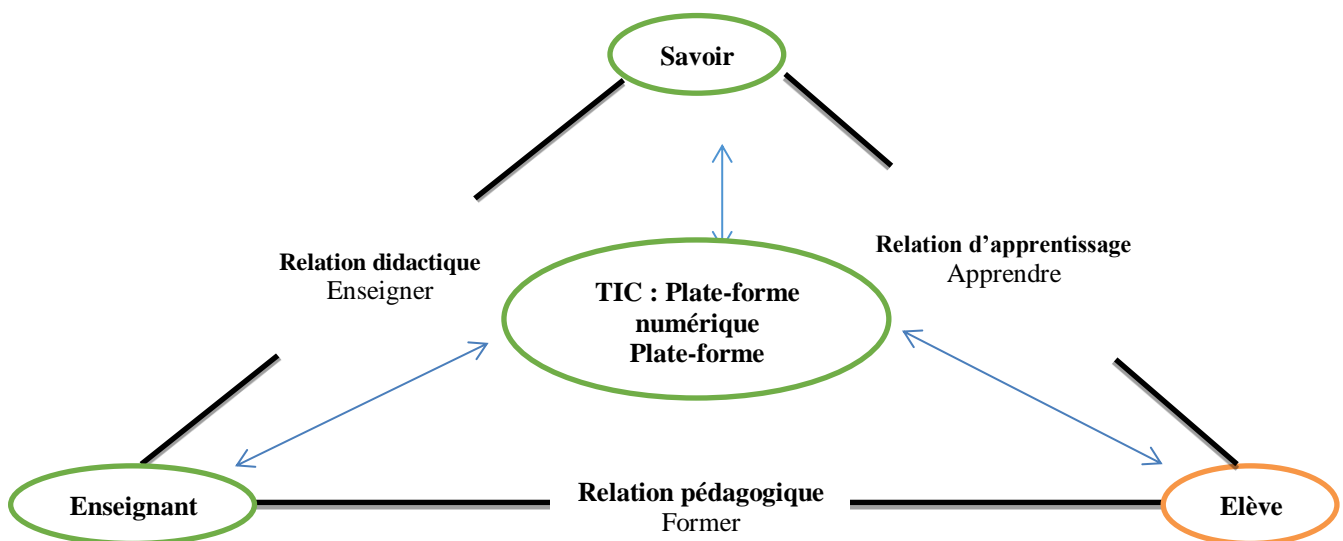 Savoir
Relation didactique
Enseigner
Relation d’apprentissage
Apprendre
TIC : Plate-forme
numérique
Plate-forme
Enseignant
Relation pédagogique
Former
Elève